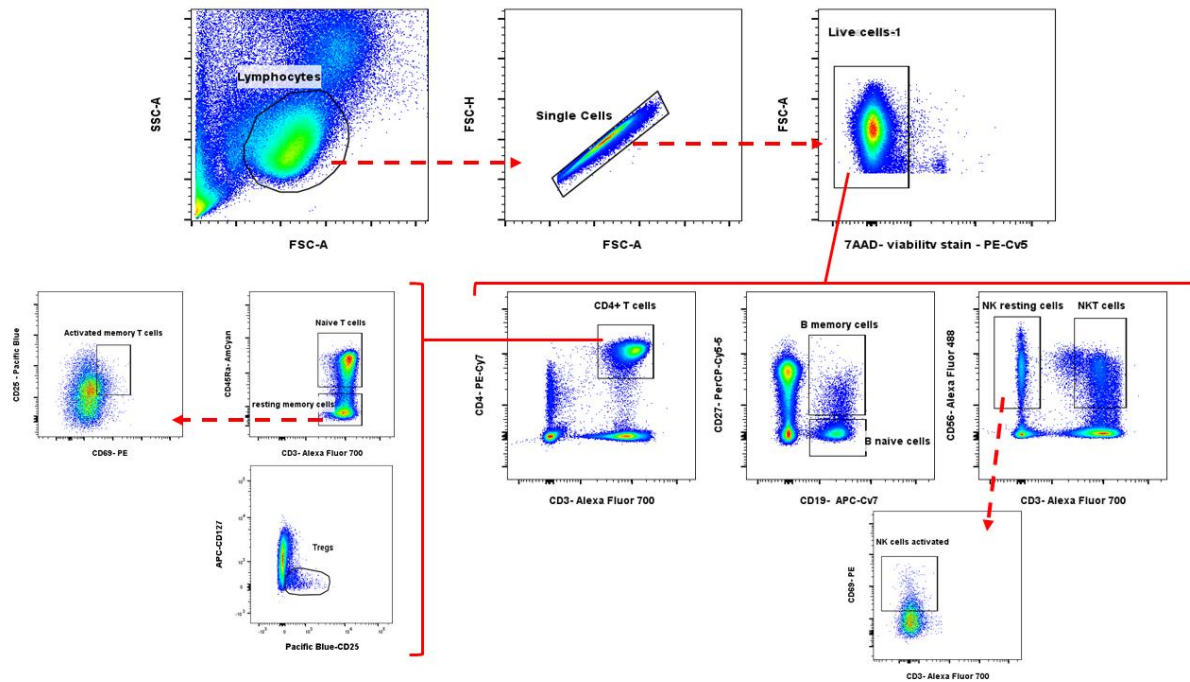 Lymphocytes
SSC-A
FSC-A
Single Cells
FSC-H
FSC-A
Live cells-1
FSC-A
7AAD- viability stain - PE-Cy5
Activated memory T cells
CD25 - Pacific Blue
CD69- PE
Naive T cells
CD45Ra- AmCyan
resting memory cells
CD3- Alexa Fluor 700
CD4+ T cells
CD4- PE-Cy7
CD3- Alexa Fluor 700
B memory cells
CD27- PerCP-Cy5-5
B naive cells
CD19- APC-Cy7
NK resting cells
NKT cells
CD56- Alexa Fluor 488
CD3- Alexa Fluor 700
Tregs
APC-CD127
Pacific Blue-CD25
NK cells activated
CD69- PE
CD3- Alexa Fluor 700